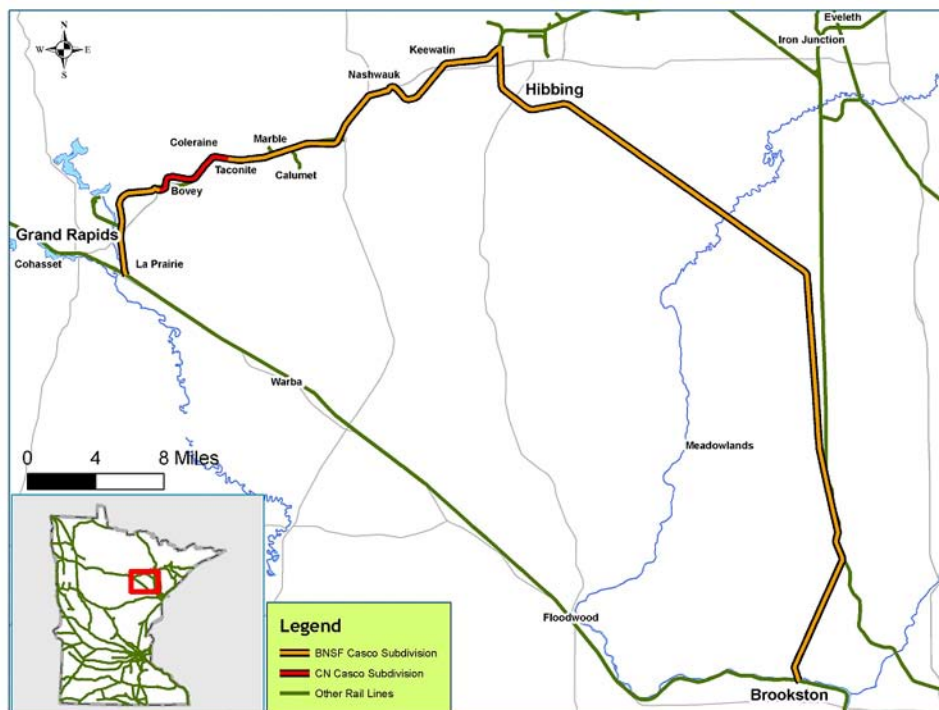 N
W E
S
Eveleth
Iron Junction
Keewatin
Nashwauk
Hibbing
Coleraine
Marble
Taconite
Calumet
Bovey
Grand Rapids
La Prairie
Cohasset
Warba
Meadowlands
0 4 8 Miles
Floodwood
Brookston
Legend
BNSF Casco Subdivision
CN Casco Subdivision
Other Rail Lines